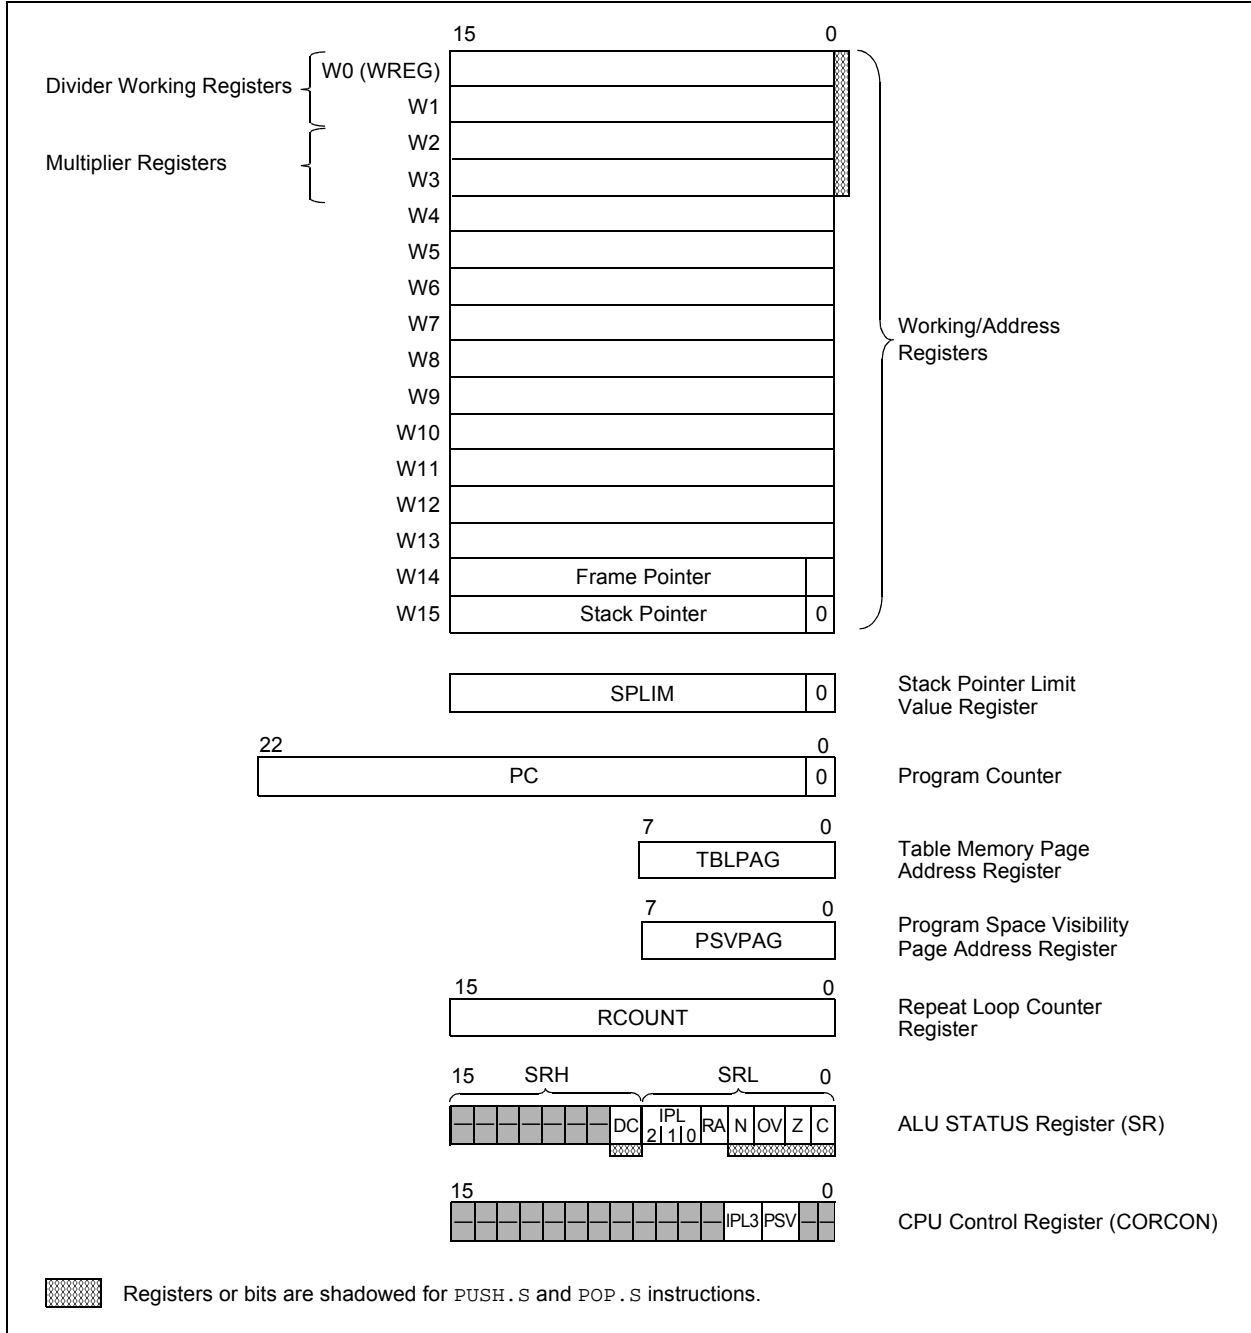 15 0
W0 (WREG)
Divider Working Registers
W1
W2
Multiplier Registers
W3
W4
W5
W6
W7
Working/Address
Registers
W8
W9
W10
W11
W12
W13
W14 Frame Pointer
W15 Stack Pointer 0
SPLIM 0
Stack Pointer Limit
Value Register
22 0
PC 0 Program Counter
7 0
TBLPAG
Table Memory Page
Address Register
7 0
PSVPAG
Program Space Visibility
Page Address Register
15 0
RCOUNT
Repeat Loop Counter
Register
15 SRH SRL 0
— — — — — — — DC IPL 2 1 0 RA N OV Z C ALU STATUS Register (SR)
15 0
— — — — — — — — — — — — IPL3 PSV — — CPU Control Register (CORCON)
Registers or bits are shadowed for PUSH.S and POP.S instructions.